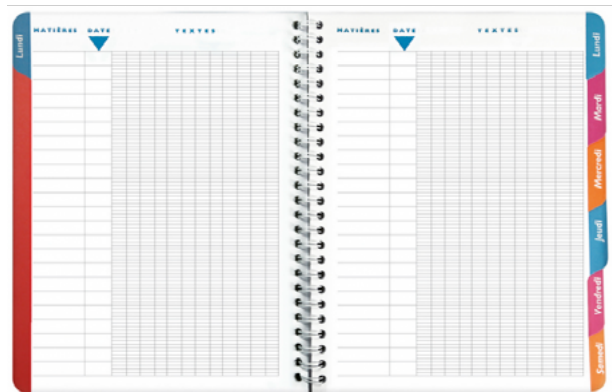 Lundi
MATIÈRES DATE TEXTES
MATIÈRES DATE TEXTES
Lundi
Mardi
Mercredi
Jeudi
Vendredi
Samedi